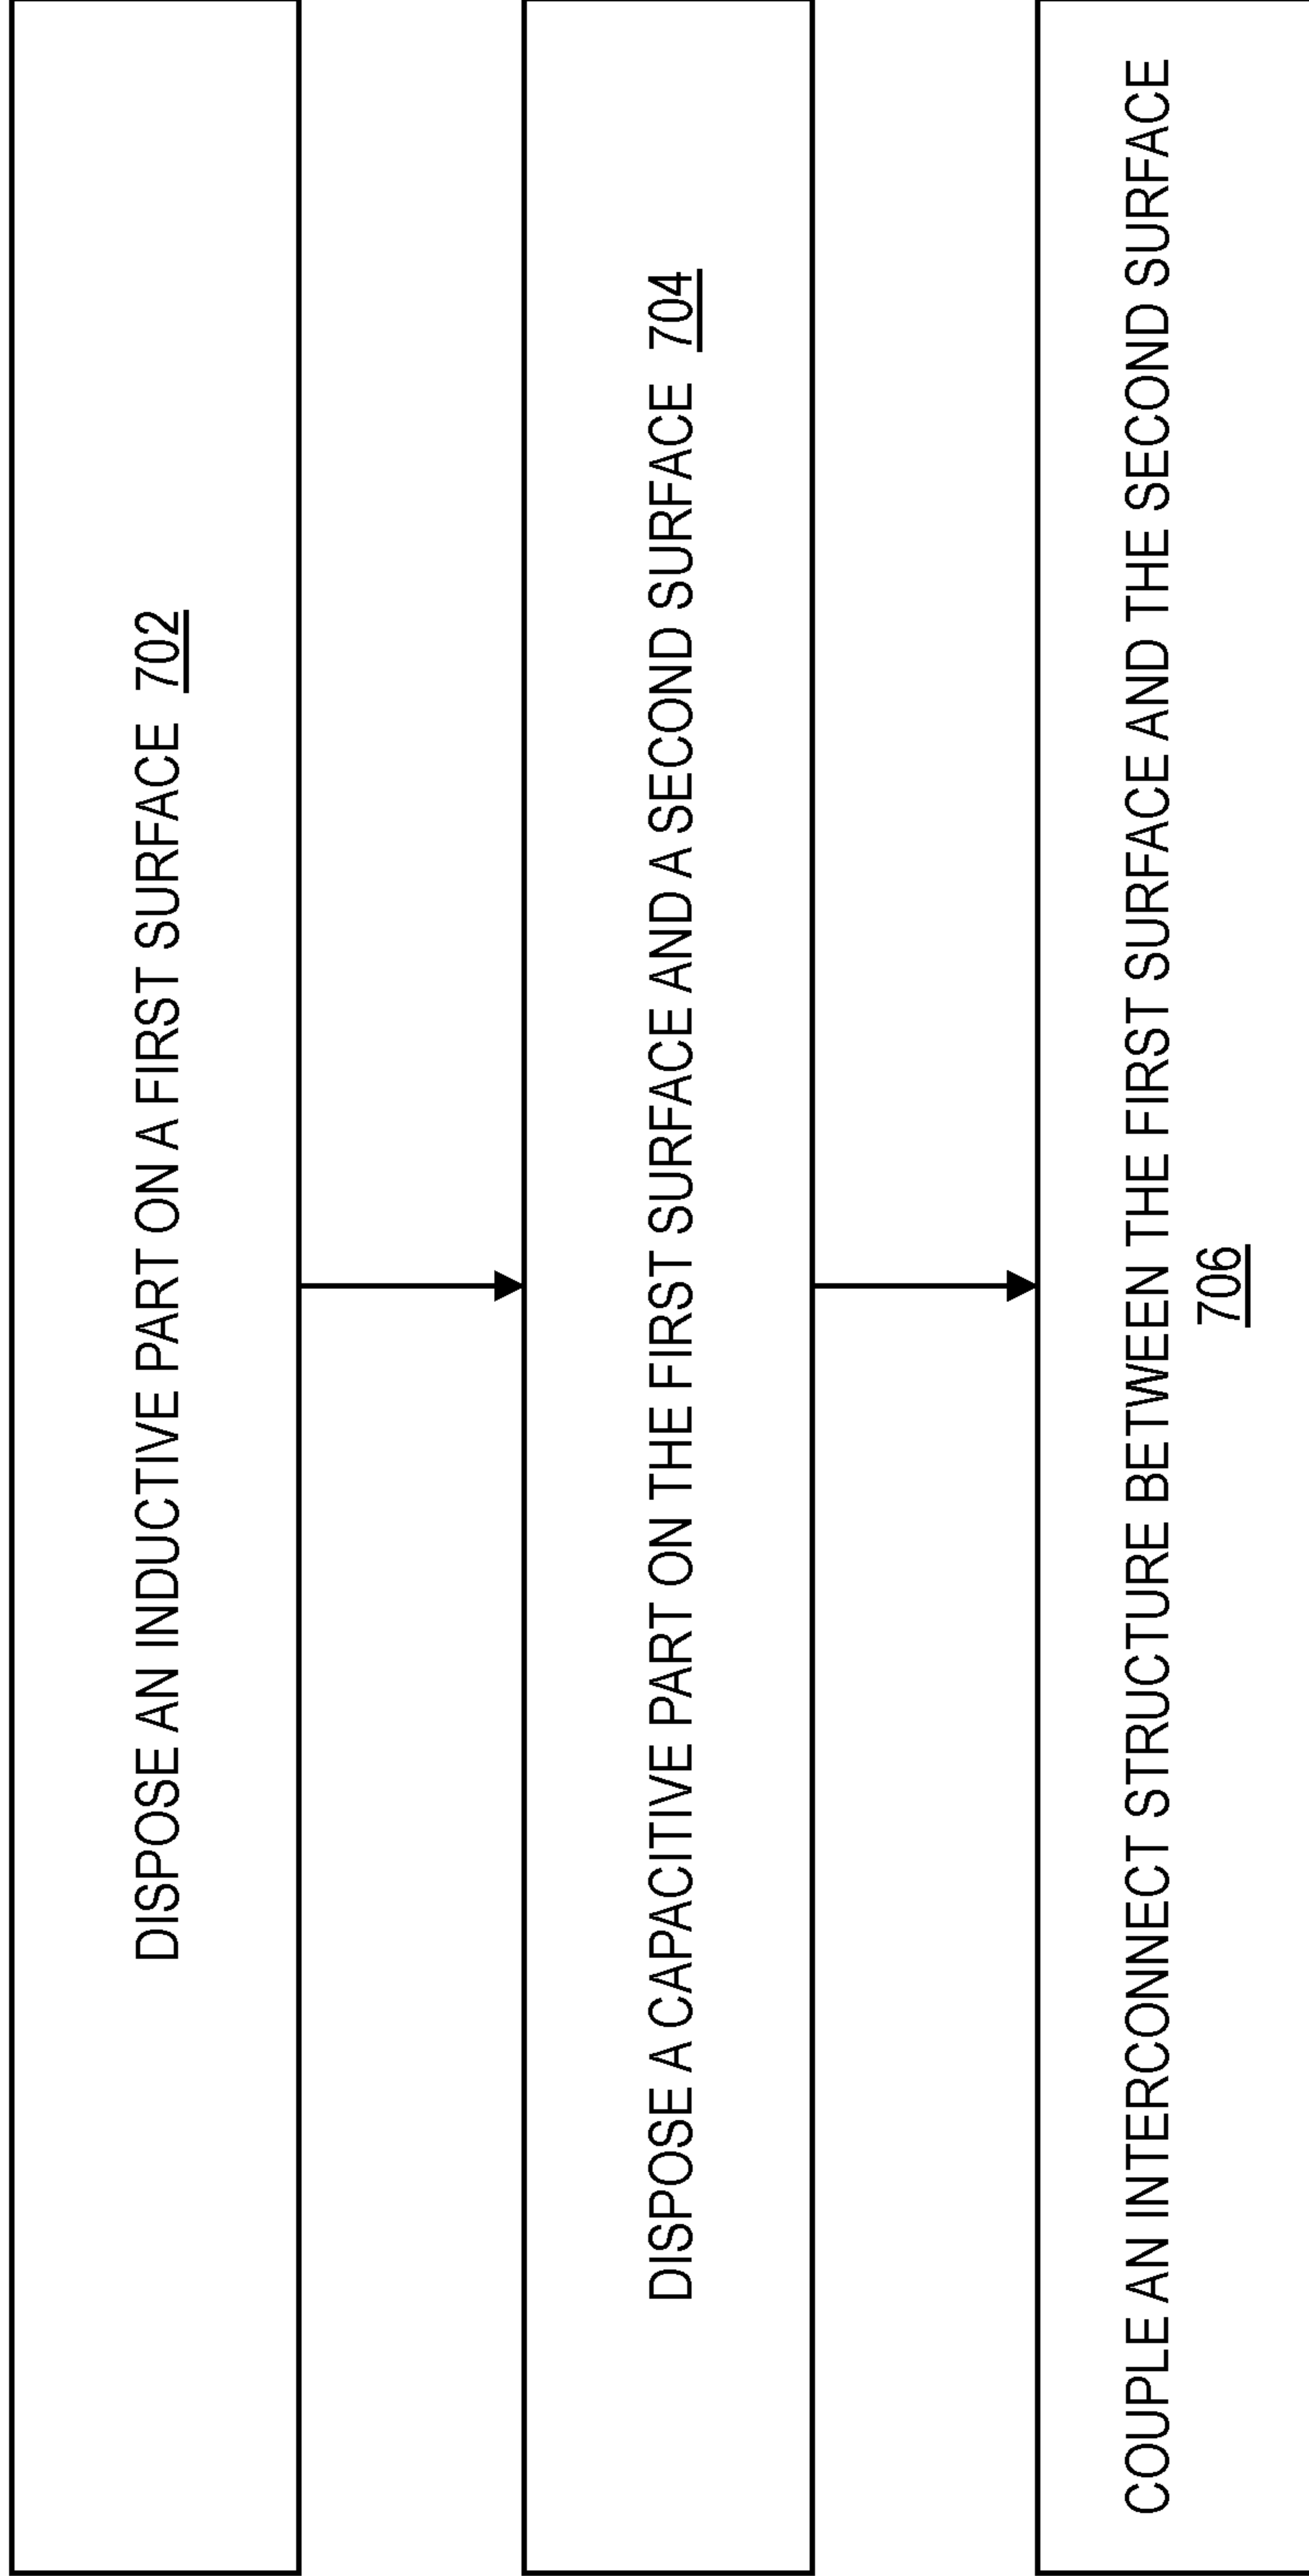 DISPOSE AN INDUCTIVE PART ON A FIRST SURFACE 702
DISPOSE A CAPACITIVE PART ON THE FIRST SURFACE AND A SECOND SURFACE 704
COUPLE AN INTERCONNECT STRUCTURE BETWEEN THE FIRST SURFACE AND THE SECOND SURFACE
706